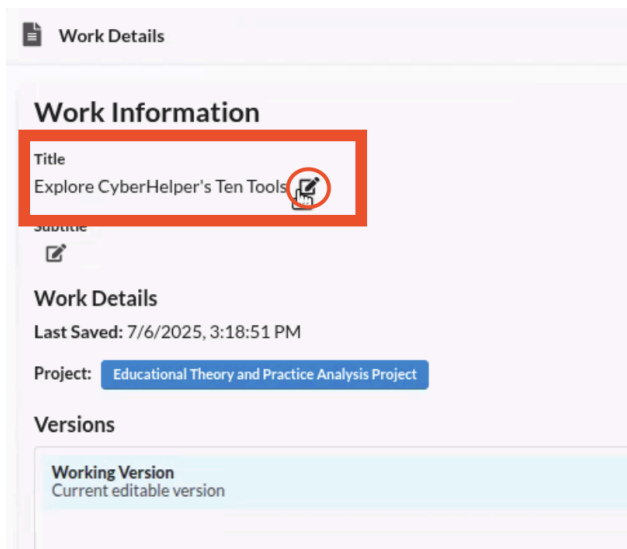 Work Details
Work Information
Title
Explore CyberHelper's Ten Tools
Subtitle
Work Details
Last Saved: 7/6/2025, 3:18:51 PM
Project: Educational Theory and Practice Analysis Project
Versions
Working Version
Current editable version